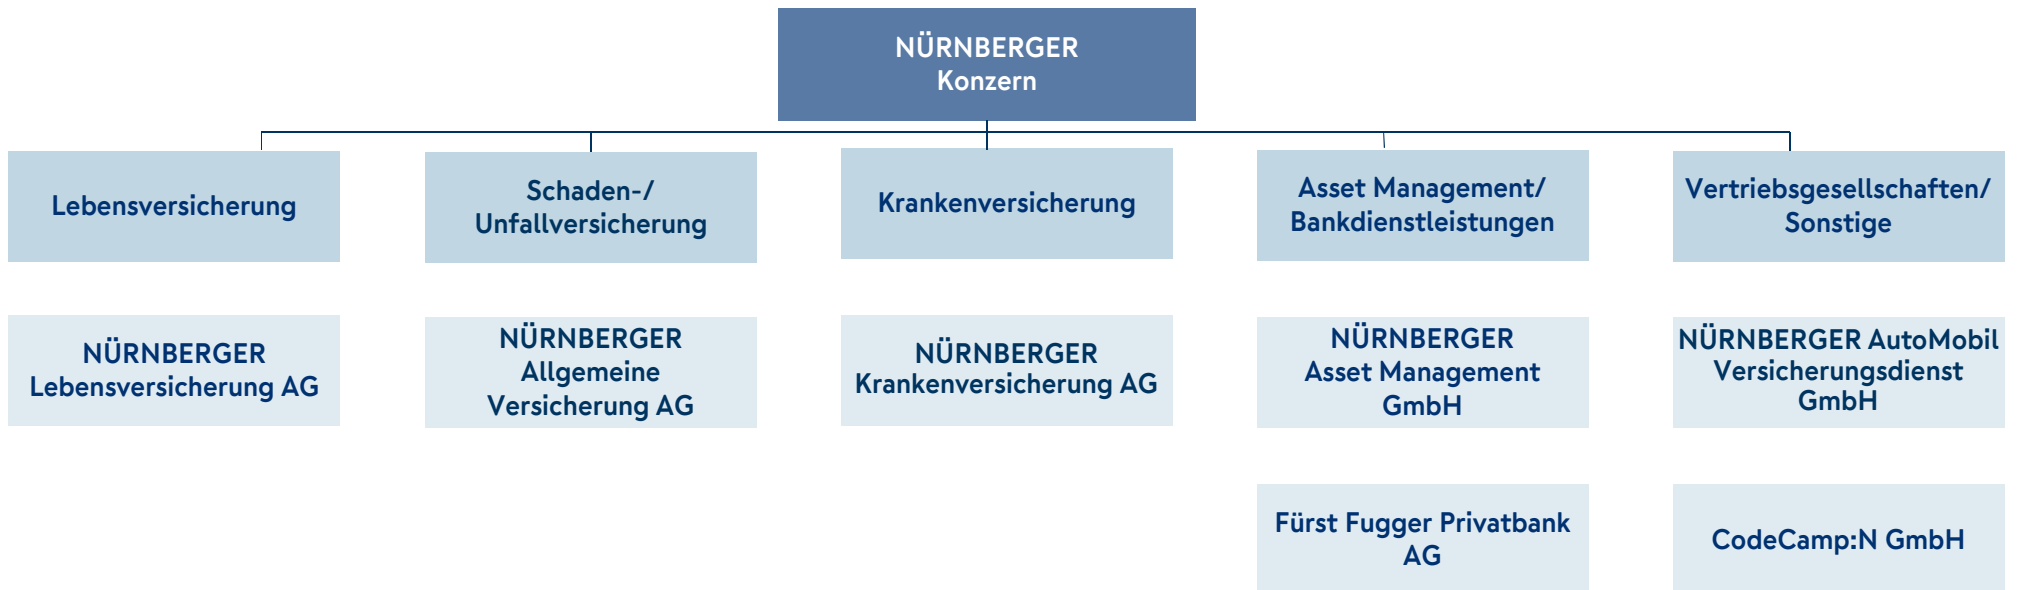 NÜRNBERGER
Konzern
Lebensversicherung
Schaden-/
Unfallversicherung
Krankenversicherung
Asset Management/
Bankdienstleistungen
Vertriebsgesellschaften/
Sonstige
NÜRNBERGER
Lebensversicherung AG
NÜRNBERGER
Allgemeine
Versicherung AG
NÜRNBERGER
Krankenversicherung AG
NÜRNBERGER
Asset Management
GmbH
NÜRNBERGER AutoMobil
Versicherungsdienst
GmbH
Fürst Fugger Privatbank
AG
CodeCamp:N GmbH